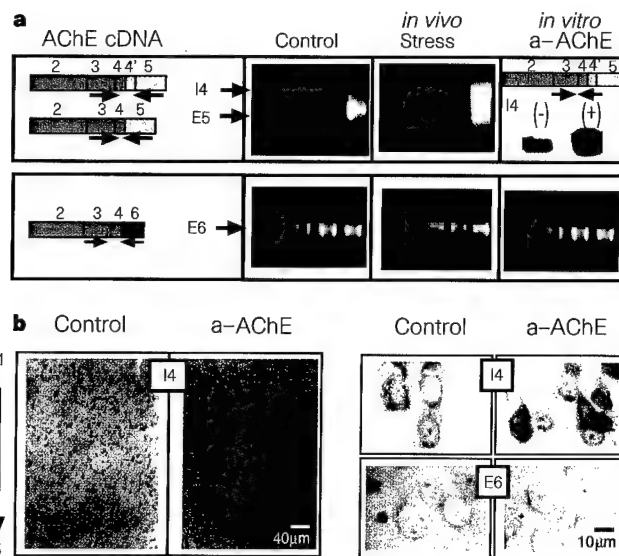 a
AChE cDNA
Control
in vivo
Stress
in vitro
a–AChE
2 3 4 4' 5
I4
2 3 4 5
E5
2 3 4 4' 5
I4
(-) (+)
2 3 4 6
E6
b
Control a–AChE
I4
40µm
Control a–AChE
I4
E6
10µm